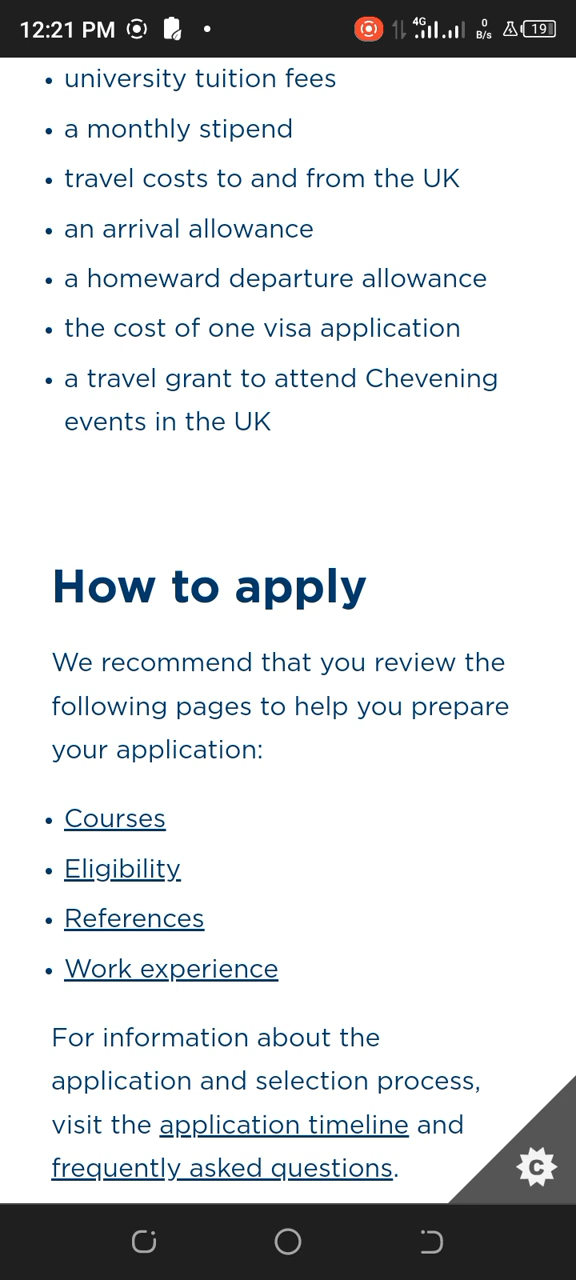 12:21 PM
4G
0
B/s
19
• university tuition fees
• a monthly stipend
• travel costs to and from the UK
• an arrival allowance
• a homeward departure allowance
• the cost of one visa application
• a travel grant to attend Chevening
events in the UK
How to apply
We recommend that you review the
following pages to help you prepare
your application:
• Courses
• Eligibility
• References
• Work experience
For information about the
application and selection process,
visit the application timeline and
frequently asked questions.
C